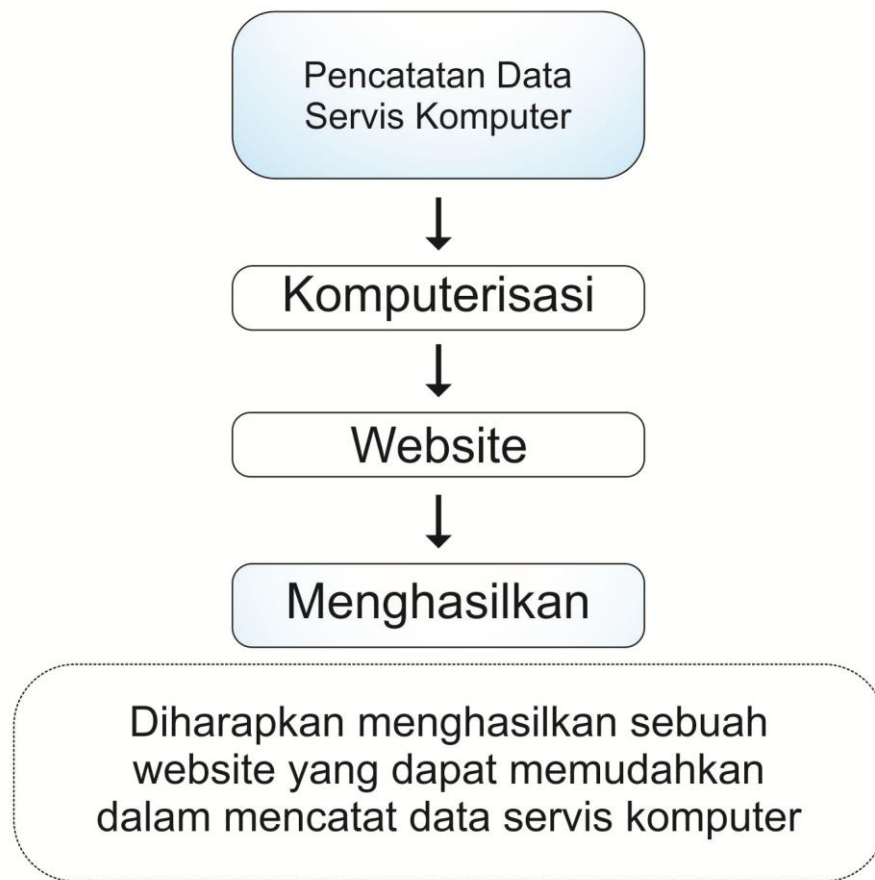 Pencatatan Data
Servis Komputer
Komputerisasi
Website
Menghasilkan
Diharapkan menghasilkan sebuah
website yang dapat memudahkan
dalam mencatat data servis komputer